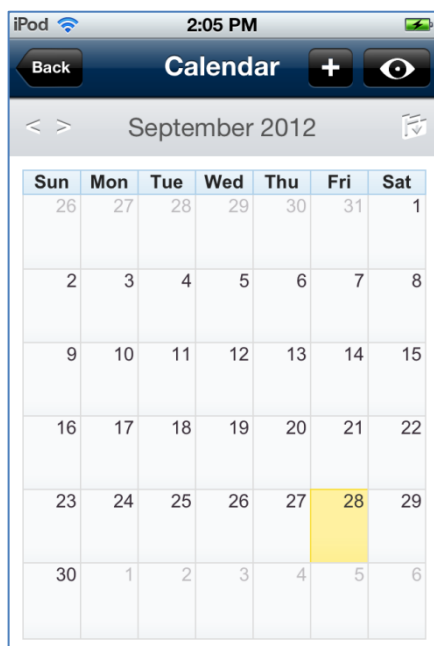 iPod 2:05 PM
Back Calendar +
< > September 2012
Sun Mon Tue Wed Thu Fri Sat
26 27 28 29 30 31 1
2 3 4 5 6 7 8
9 10 11 12 13 14 15
16 17 18 19 20 21 22
23 24 25 26 27 28 29
30 1 2 3 4 5 6